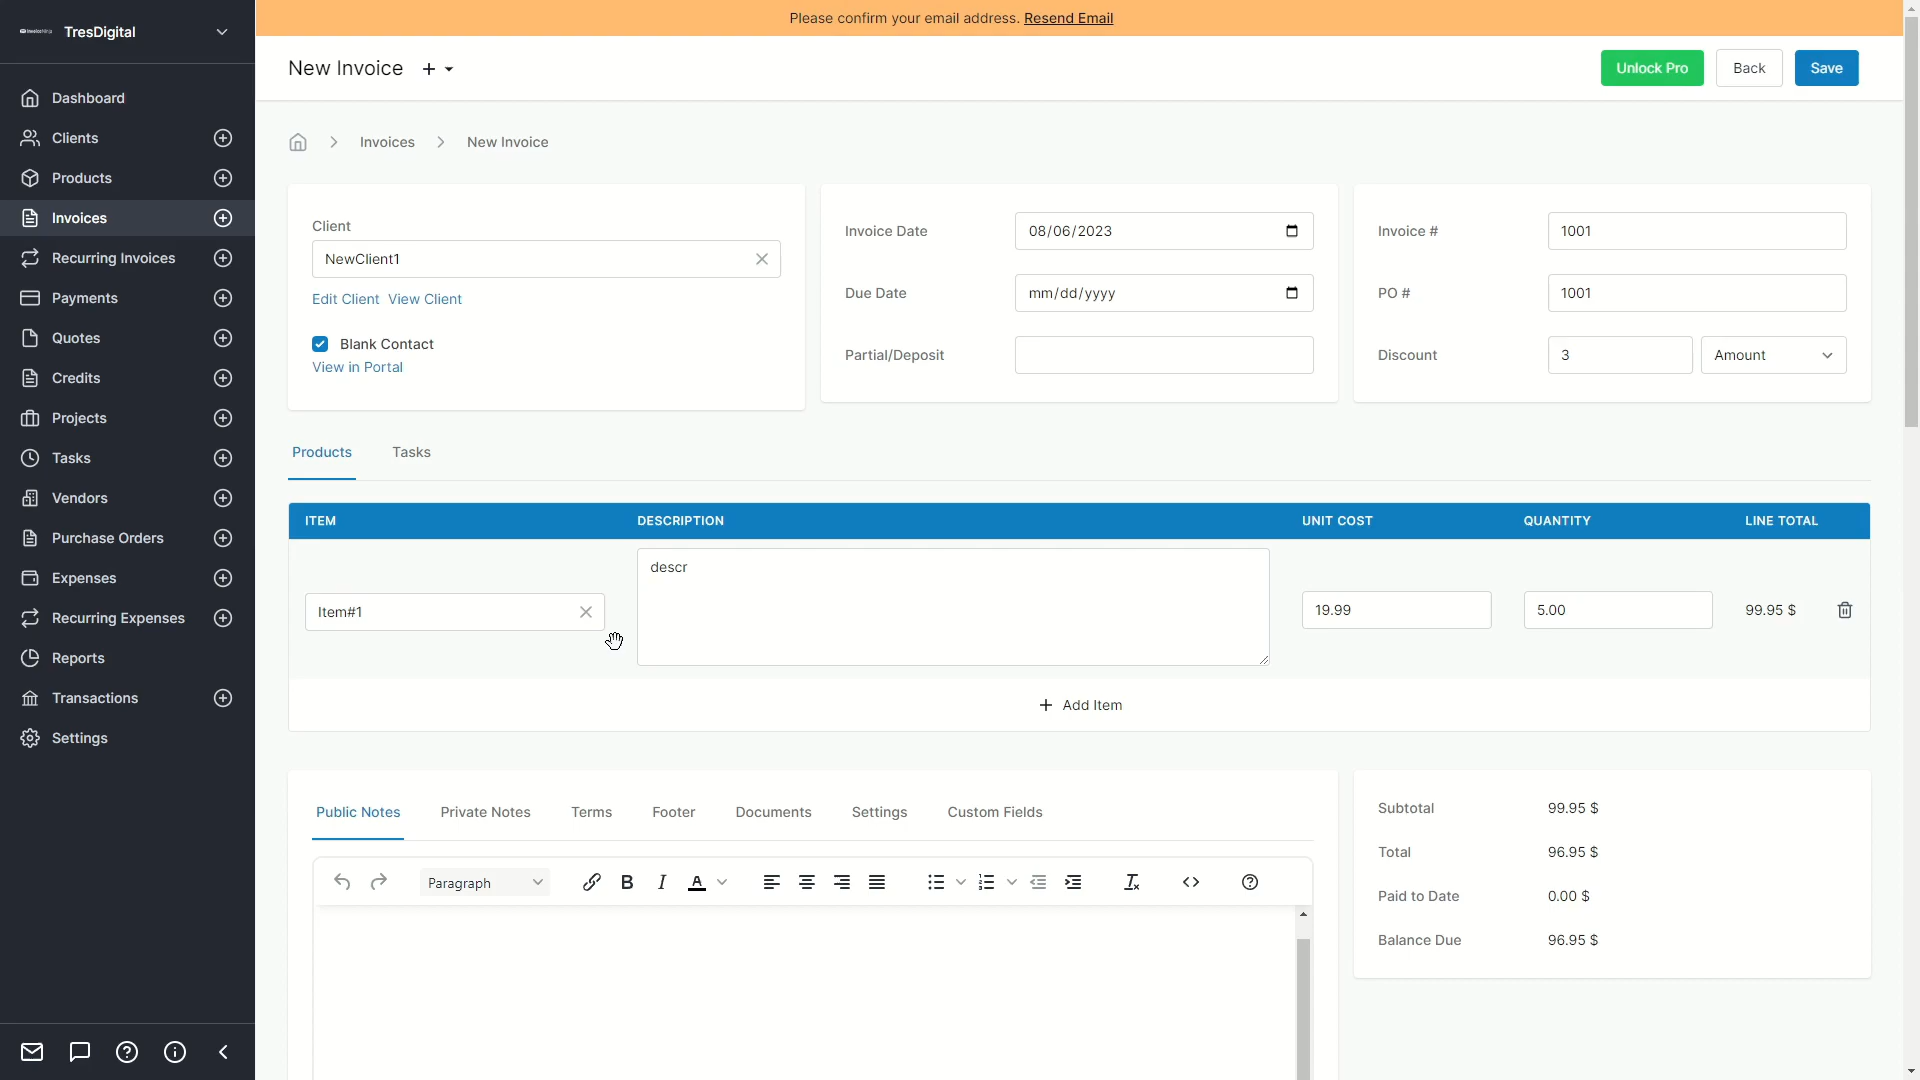 Please confirm your email address. Resend Email
TresDigital
New Invoice
Unlock Pro
Back
Save
Dashboard
Clients
Products
Invoices
Recurring Invoices
Payments
Quotes
Credits
Projects
Tasks
Vendors
Purchase Orders
Expenses
Recurring Expenses
Reports
Transactions
Settings
Invoices
New Invoice
Client
NewClient1
Edit Client View Client
Blank Contact
View in Portal
Invoice Date 08/06/2023
Due Date mm/dd/yyyy
Partial/Deposit
Invoice # 1001
PO # 1001
Discount 3 Amount
Products Tasks
ITEM DESCRIPTION UNIT COST QUANTITY LINE TOTAL
descr
Item#1 19.99 5.00 99.95 $
Add Item
Public Notes Private Notes Terms Footer Documents Settings Custom Fields
Paragraph
Subtotal 99.95 $
Total 96.95 $
Paid to Date 0.00 $
Balance Due 96.95 $